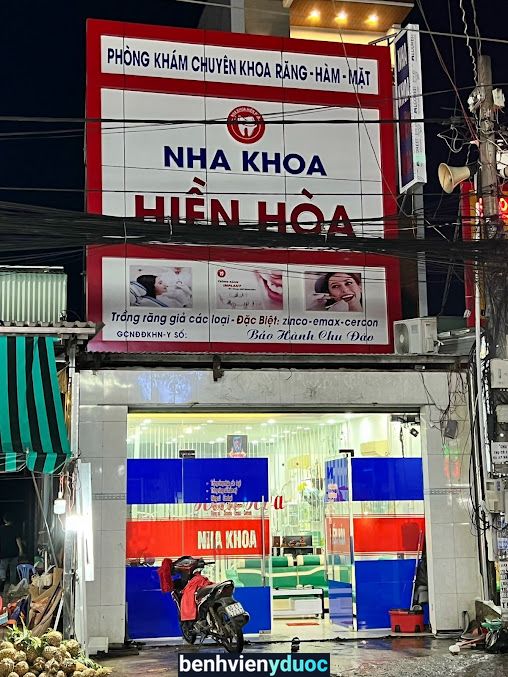 PHÒNG KHÁM CHUYÊN KHOA RĂNG - HÀM - MẶT
NHA KHOA
HIỀN HÒA
IMPLANT
Trồng răng giả các loại - Đặc Biệt: zinco-emax-cercon
GCNĐĐKHN-Y SỐ:
Bảo Hành Chu Đáo
NHA KHOA
benhvienyduoc